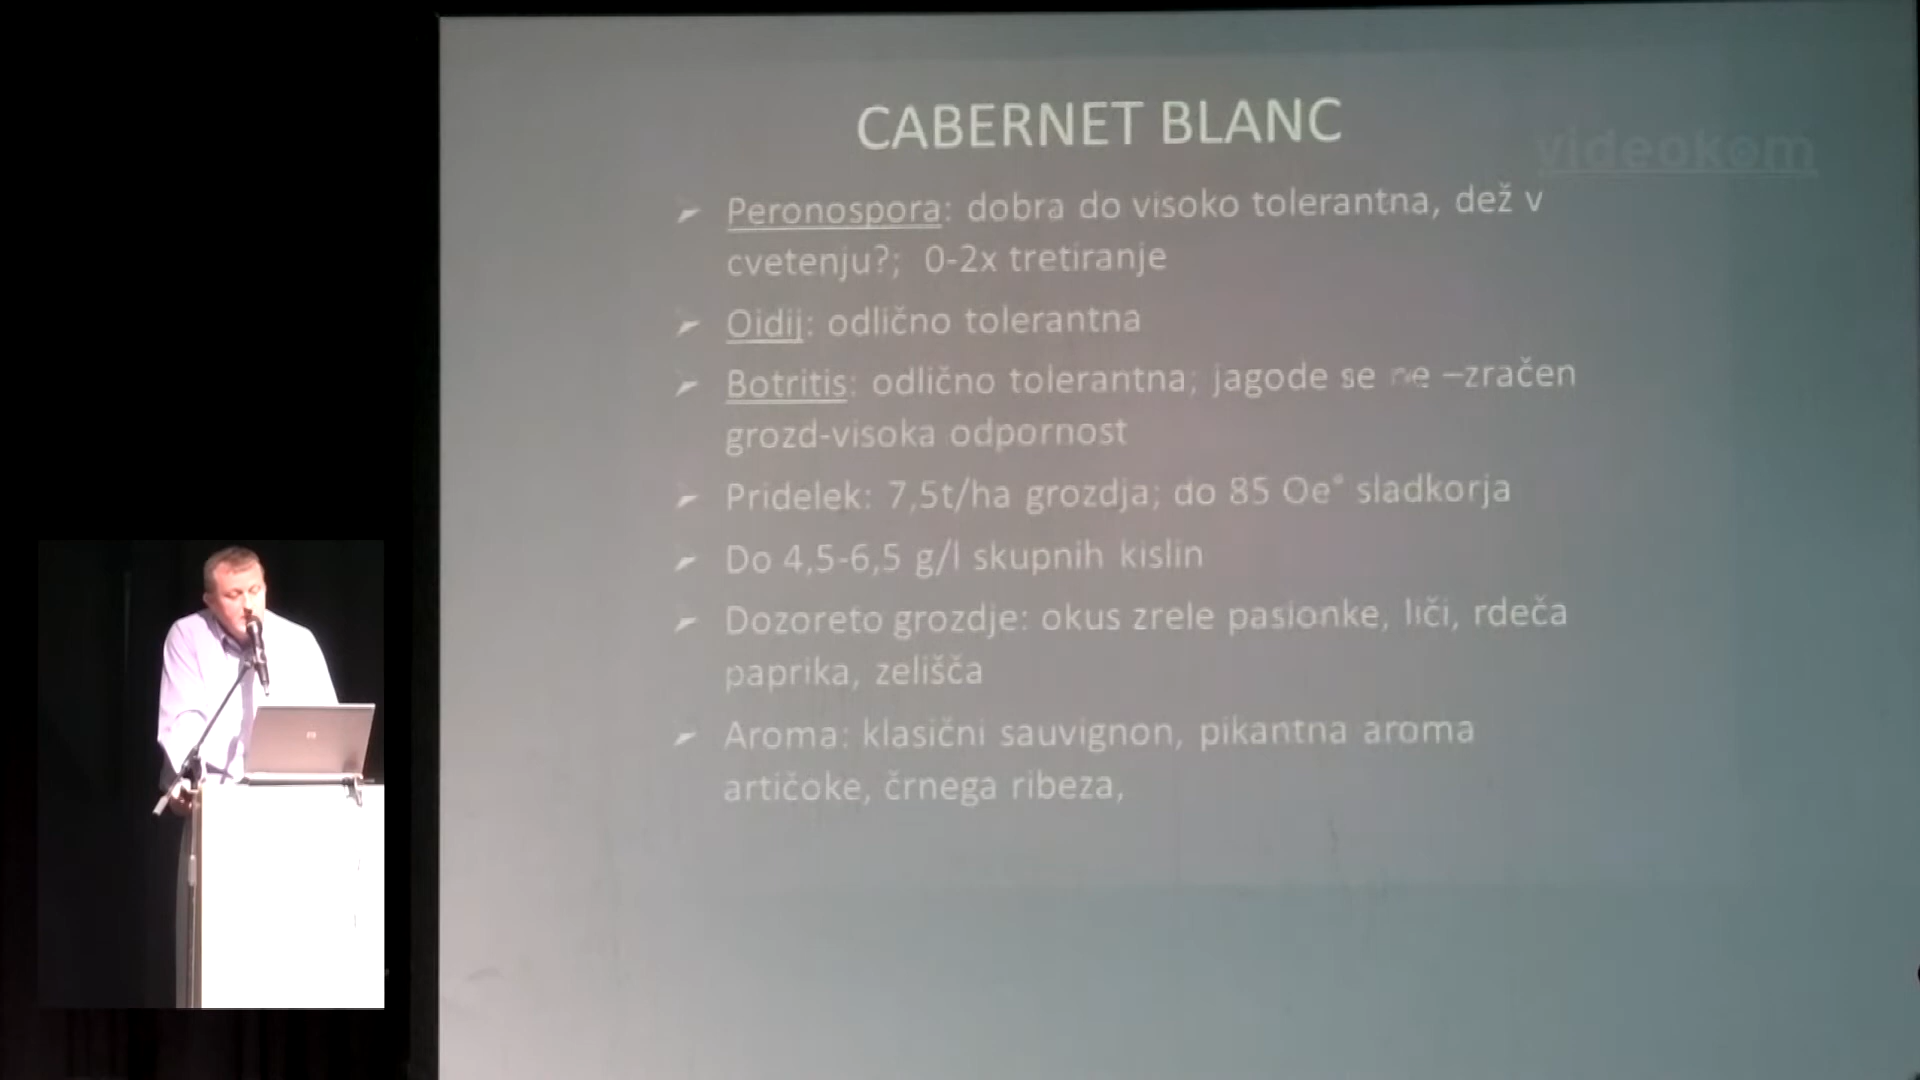 CABERNET BLANC
videokom
Peronospora: dobra do visoko tolerantna, dež v
cvetenju?; 0-2x tretiranje
Oidij: odlično tolerantna
Botritis: odlično tolerantna; jagode se ne –zračen
grozd-visoka odpornost
Pridelek: 7,5t/ha grozdja; do 85 Oe° sladkorja
Do 4,5-6,5 g/l skupnih kislin
Dozoreto grozdje: okus zrele pasionke, liči, rdeča
paprika, zelišča
Aroma: klasični sauvignon, pikantna aroma
artičoke, črnega ribeza,